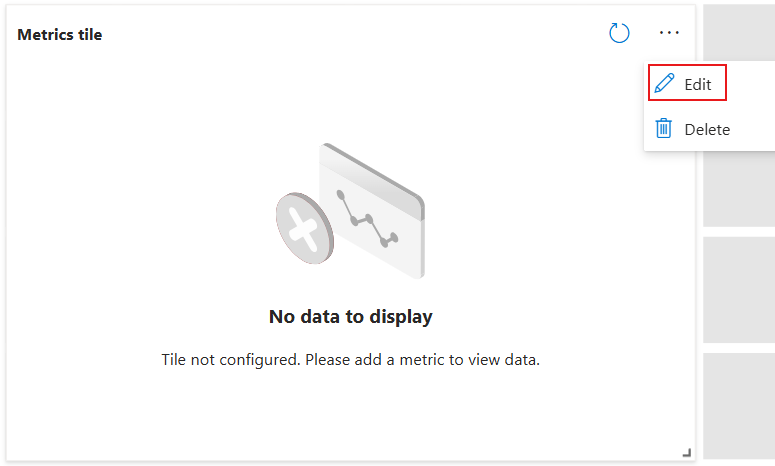 Metrics tile
Edit
Delete
No data to display
Tile not configured. Please add a metric to view data.